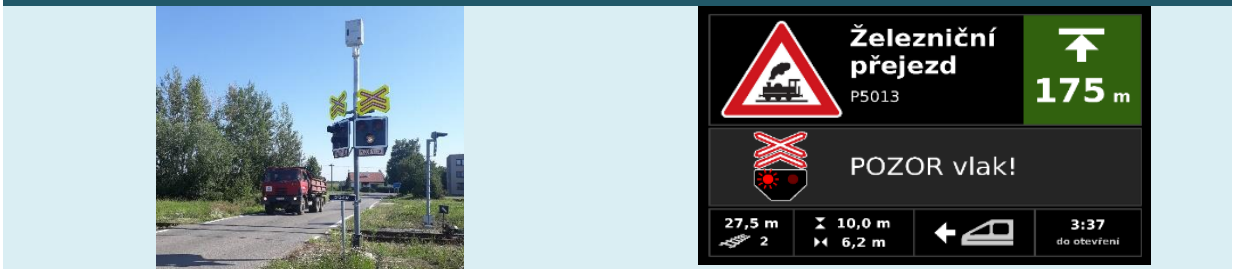 Železniční
přejezd
P5013
175 m
POZOR vlak!
27,5 m
2
10,0 m
6,2 m
3:37
do otevření